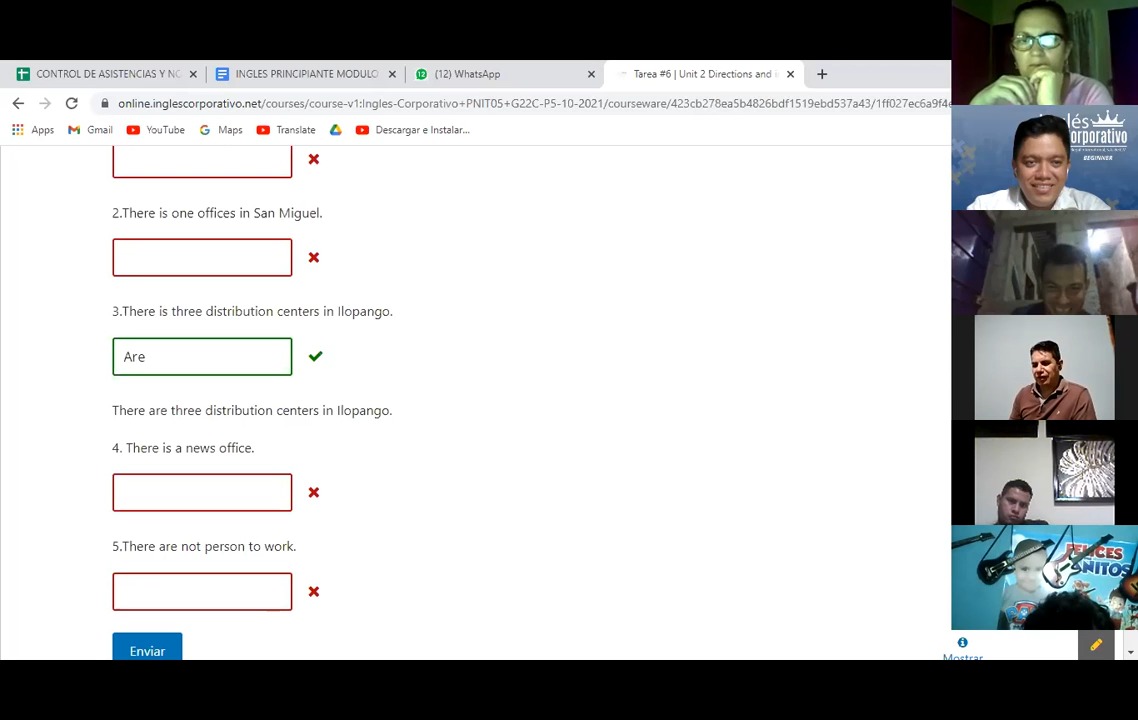 CONTROL DE ASISTENCIAS Y NO
INGLES PRINCIPIANTE MODULO
(12) WhatsApp
Tarea #6 | Unit 2 Directions and
online.inglescorporativo.net/courses/course-v1:Ingles-Corporativo+PNIT05+G22C-P5-10-2021/courseware/423cb278ea5b4826bdf1519ebd537a43/1ff027ec6a9f4e
Apps
Gmail
YouTube
Maps
Translate
Descargar e Instalar...
2.There is one offices in San Miguel.
3.There is three distribution centers in Ilopango.
Are
There are three distribution centers in Ilopango.
4. There is a news office.
5.There are not person to work.
Enviar
Mostrar
BEGINNER